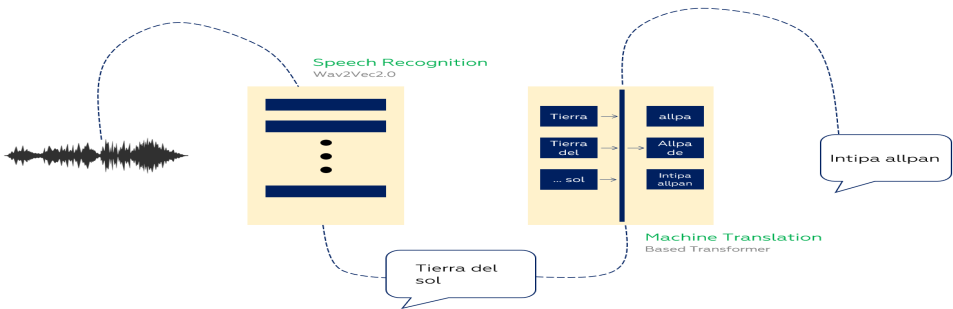 Speech Recognition
Wav2Vec2.0
Tierra del
sol
Tierra
allpa
Tierra
del
Allpa
de
... sol
Intipa
allpan
Machine Translation
Based Transformer
Intipa allpan